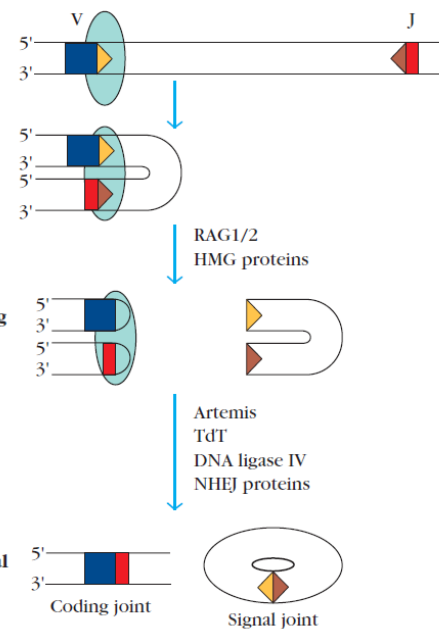 V J
5'
3'
5'
3'
5'
3'
RAG1/2
HMG proteins
g
5'
3'
5'
3'
Artemis
TdT
DNA ligase IV
NHEJ proteins
al
5'
3'
Coding joint
Signal joint